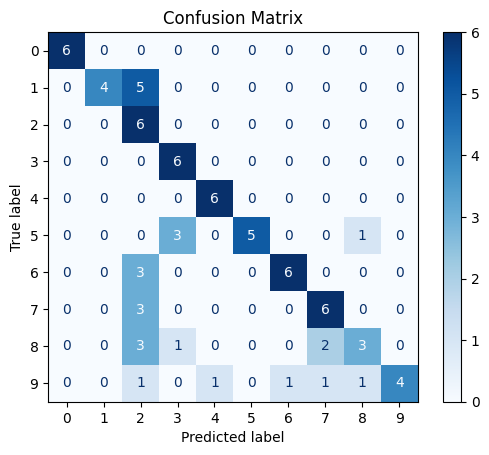 Confusion Matrix
0 6 0 0 0 0 0 0 0 0 0
1 0 4 5 0 0 0 0 0 0 0
2 0 0 6 0 0 0 0 0 0 0
3 0 0 0 6 0 0 0 0 0 0
4 0 0 0 0 6 0 0 0 0 0
5 0 0 0 3 0 5 0 0 1 0
6 0 0 3 0 0 0 6 0 0 0
7 0 0 3 0 0 0 0 6 0 0
8 0 0 3 1 0 0 0 2 3 0
9 0 0 1 0 1 0 1 1 1 4
0 1 2 3 4 5 6 7 8 9
Predicted label
True label
6
5
4
3
2
1
0